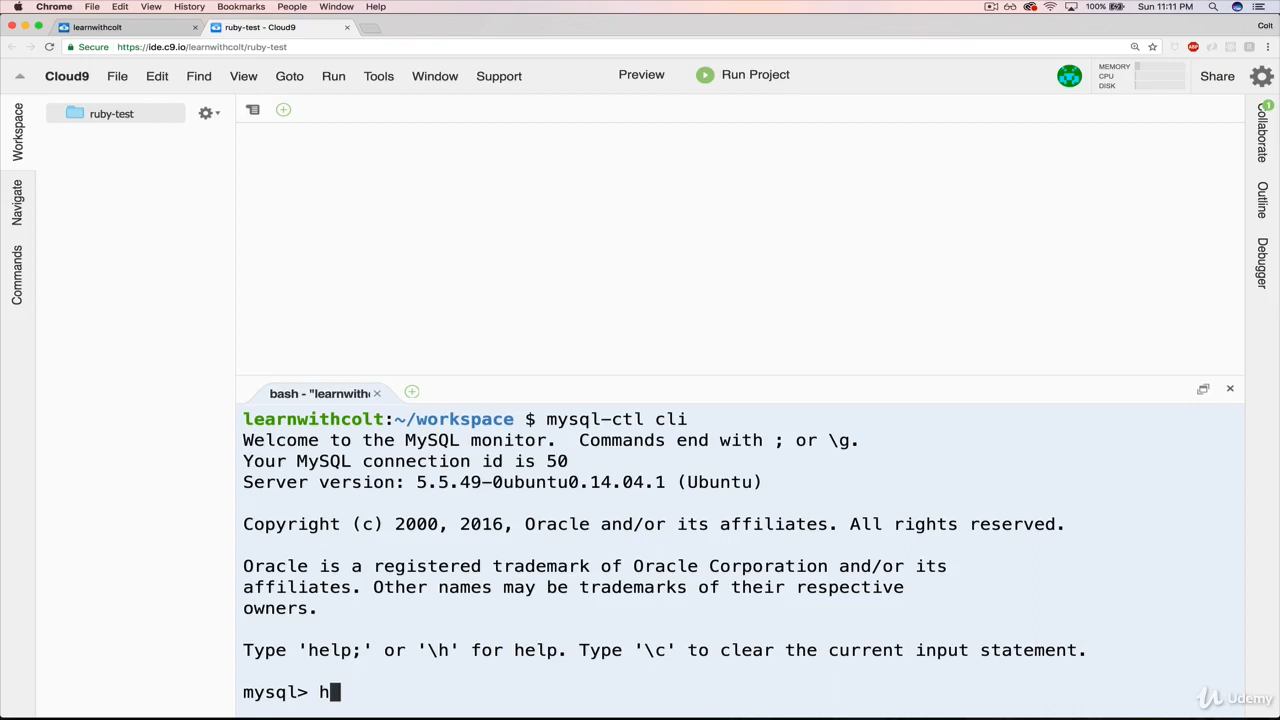 Chrome File Edit View History Bookmarks People Window Help 100% Sun 11:11 PM
learnwithcolt ruby-test - Cloud9 Colt
Secure https://ide.c9.io/learnwithcolt/ruby-test
Cloud9 File Edit Find View Goto Run Tools Window Support Preview Run Project MEMORY CPU DISK Share
Workspace
Navigate
Commands
ruby-test
Collaborate
1
Outline
Debugger
bash - "learnwith
learnwithcolt:~/workspace $ mysql-ctl cli
Welcome to the MySQL monitor.  Commands end with ; or \g.
Your MySQL connection id is 50
Server version: 5.5.49-0ubuntu0.14.04.1 (Ubuntu)
Copyright (c) 2000, 2016, Oracle and/or its affiliates. All rights reserved.
Oracle is a registered trademark of Oracle Corporation and/or its
affiliates. Other names may be trademarks of their respective
owners.
Type 'help;' or '\h' for help. Type '\c' to clear the current input statement.
mysql> h
Udemy